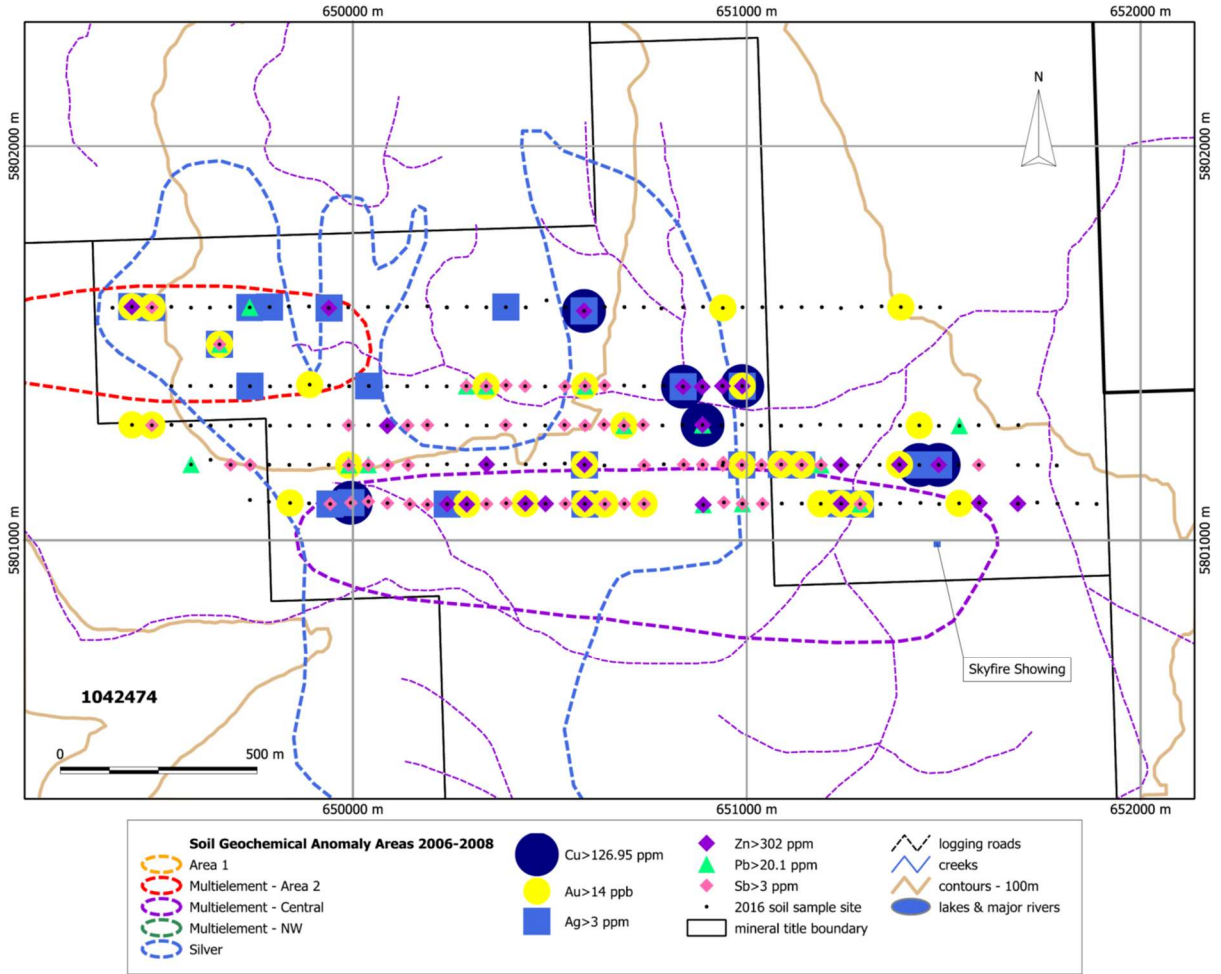 650000 m
651000 m
652000 m
N
5802000 m
5802000 m
5801000 m
5801000 m
Skyfire Showing
1042474
0
500 m
650000 m
651000 m
652000 m
Soil Geochemical Anomaly Areas 2006-2008
Area 1
Multielement - Area 2
Multielement - Central
Multielement - NW
Silver
Cu>126.95 ppm
Au>14 ppb
Ag>3 ppm
Zn>302 ppm
Pb>20.1 ppm
Sb>3 ppm
2016 soil sample site
mineral title boundary
logging roads
creeks
contours - 100m
lakes & major rivers